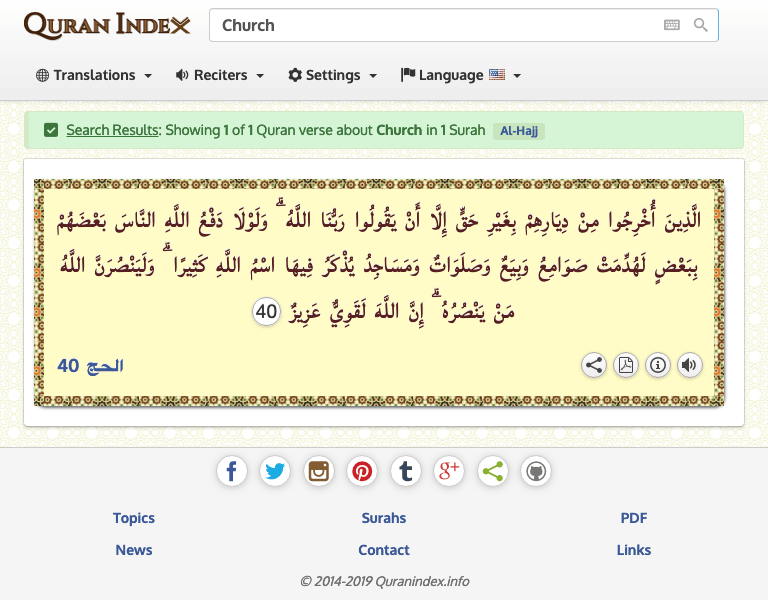 Quran Index
Church
Translations
Reciters
Settings
Language
Search Results: Showing 1 of 1 Quran verse about Church in 1 Surah Al-Hajj
الَّذِينَ أُخْرِجُوا مِنْ دِيَارِهِمْ بِغَيْرِ حَقٍّ إِلَّا أَنْ يَقُولُوا رَبُّنَا اللَّهُ ۗ وَلَوْلَا دَفْعُ اللَّهِ النَّاسَ بَعْضَهُمْ
بِبَعْضٍ لَهُدِّمَتْ صَوَامِعُ وَبِيَعٌ وَصَلَوَاتٌ وَمَسَاجِدُ يُذْكَرُ فِيهَا اسْمُ اللَّهِ كَثِيرًا ۗ وَلَيَنْصُرَنَّ اللَّهُ
مَنْ يَنْصُرُهُ ۗ إِنَّ اللَّهَ لَقَوِيٌّ عَزِيزٌ 40
الحج 40
Topics
Surahs
PDF
News
Contact
Links
© 2014-2019 Quranindex.info